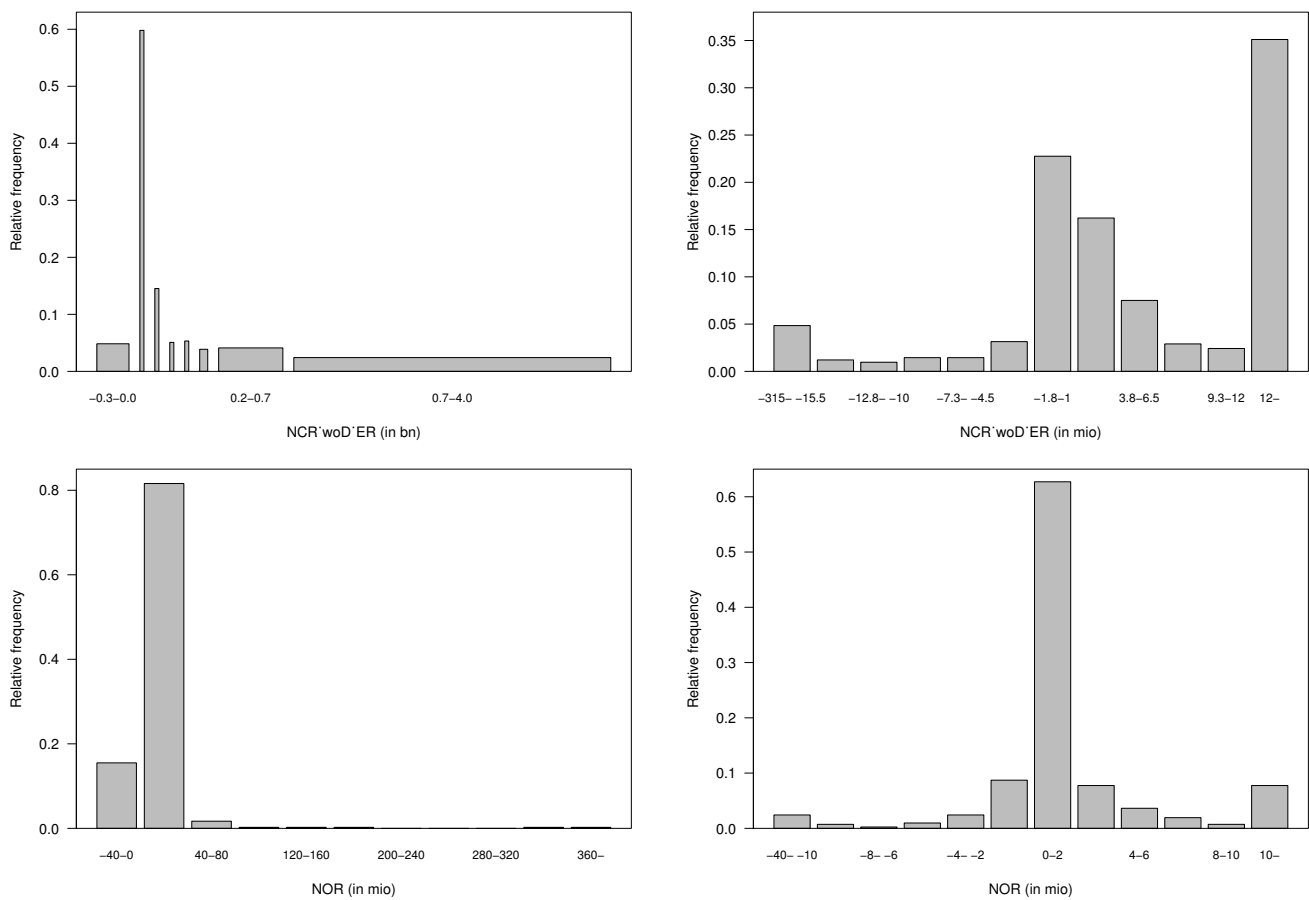 0.6
0.5
0.4
0.3
0.2
0.1
0.0
Relative frequency
−0.3−0.0 0.2−0.7 0.7−4.0
NCR˙woD˙ER (in bn)
0.35
0.30
0.25
0.20
0.15
0.10
0.05
0.00
Relative frequency
−315− −15.5 −12.8− −10 −7.3− −4.5 −1.8−1 3.8−6.5 9.3−12 12−
NCR˙woD˙ER (in mio)
0.8
0.6
0.4
0.2
0.0
Relative frequency
−40−0 40−80 120−160 200−240 280−320 360−
NOR (in mio)
0.6
0.5
0.4
0.3
0.2
0.1
0.0
Relative frequency
−40− −10 −8− −6 −4− −2 0−2 4−6 8−10 10−
NOR (in mio)